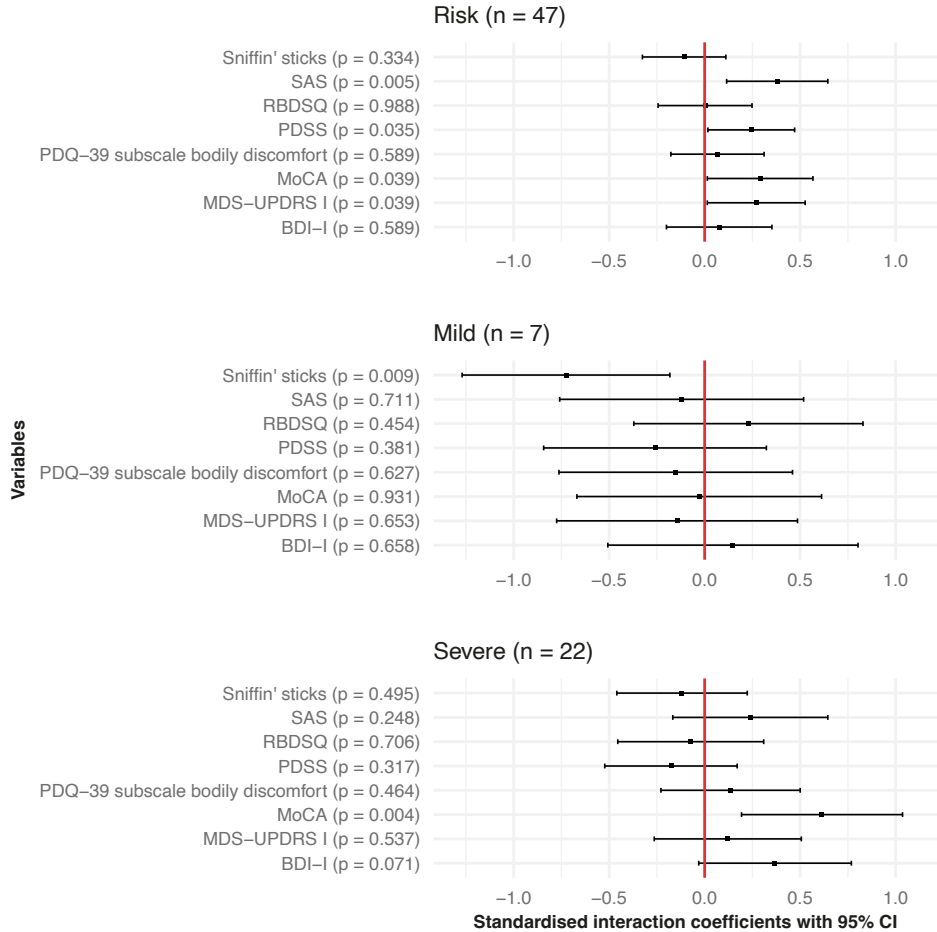 Risk (n = 47)
Sniffin' sticks (p = 0.334)
SAS (p = 0.005)
RBDSQ (p = 0.988)
PDSS (p = 0.035)
PDQ−39 subscale bodily discomfort (p = 0.589)
MoCA (p = 0.039)
MDS−UPDRS I (p = 0.039)
BDI−I (p = 0.589)
−1.0 −0.5 0.0 0.5 1.0
Mild (n = 7)
Sniffin' sticks (p = 0.009)
SAS (p = 0.711)
RBDSQ (p = 0.454)
PDSS (p = 0.381)
PDQ−39 subscale bodily discomfort (p = 0.627)
MoCA (p = 0.931)
MDS−UPDRS I (p = 0.653)
BDI−I (p = 0.658)
−1.0 −0.5 0.0 0.5 1.0
Variables
Severe (n = 22)
Sniffin' sticks (p = 0.495)
SAS (p = 0.248)
RBDSQ (p = 0.706)
PDSS (p = 0.317)
PDQ−39 subscale bodily discomfort (p = 0.464)
MoCA (p = 0.004)
MDS−UPDRS I (p = 0.537)
BDI−I (p = 0.071)
−1.0 −0.5 0.0 0.5 1.0
Standardised interaction coefficients with 95% CI